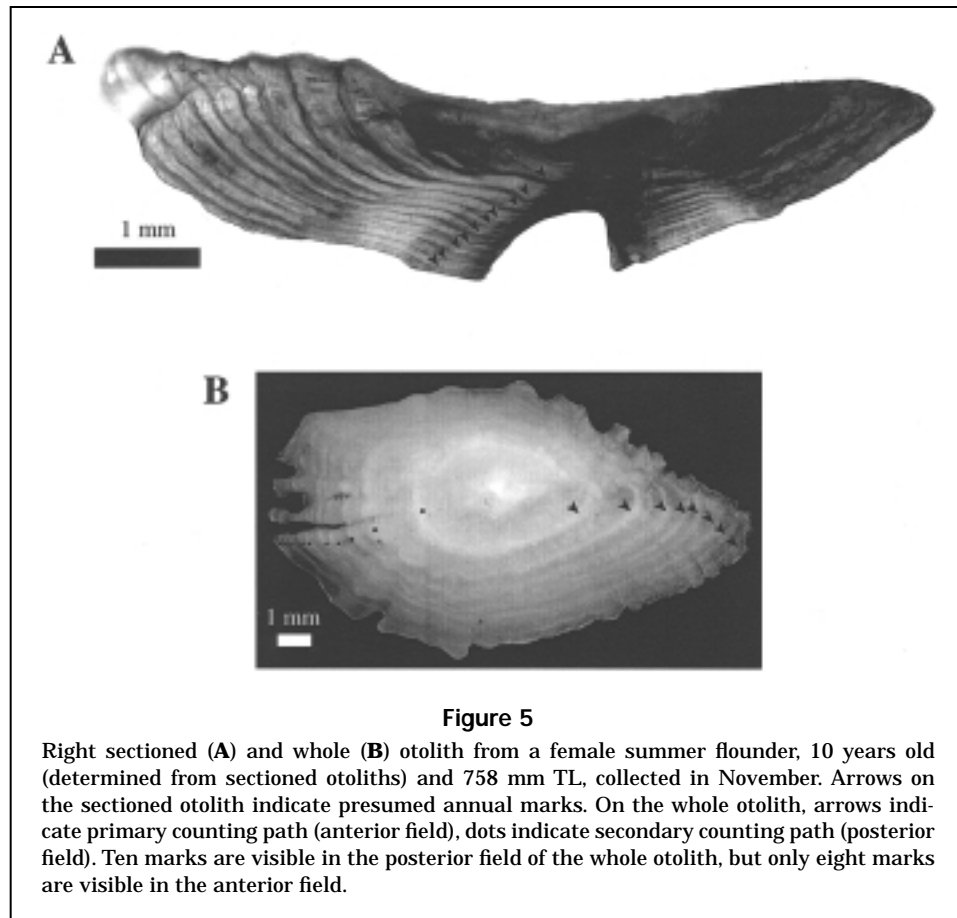 A
1 mm
B
1 mm
Figure 5
Right sectioned (A) and whole (B) otolith from a female summer flounder, 10 years old
(determined from sectioned otoliths) and 758 mm TL, collected in November. Arrows on
the sectioned otolith indicate presumed annual marks. On the whole otolith, arrows indi-
cate primary counting path (anterior field), dots indicate secondary counting path (posterior
field). Ten marks are visible in the posterior field of the whole otolith, but only eight marks
are visible in the anterior field.